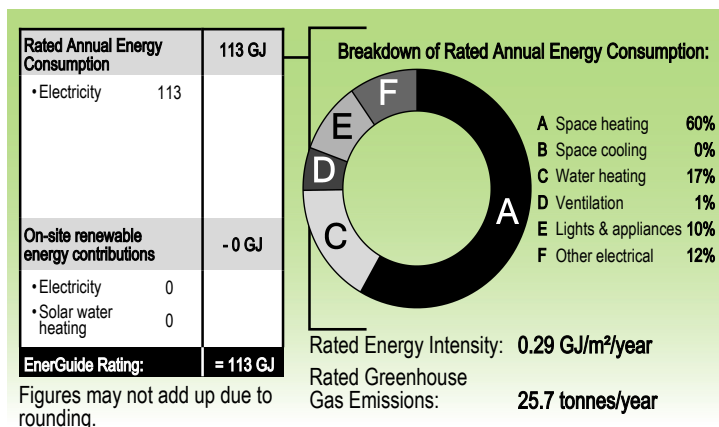 Rated Annual Energy
Consumption
113 GJ
• Electricity 113
On-site renewable
energy contributions
- 0 GJ
• Electricity 0
• Solar water
heating
0
EnerGuide Rating: = 113 GJ
Figures may not add up due to
rounding.
Breakdown of Rated Annual Energy Consumption:
F
E
D
C
A
A Space heating 60%
B Space cooling 0%
C Water heating 17%
D Ventilation 1%
E Lights & appliances 10%
F Other electrical 12%
Rated Energy Intensity: 0.29 GJ/m²/year
Rated Greenhouse
Gas Emissions: 25.7 tonnes/year